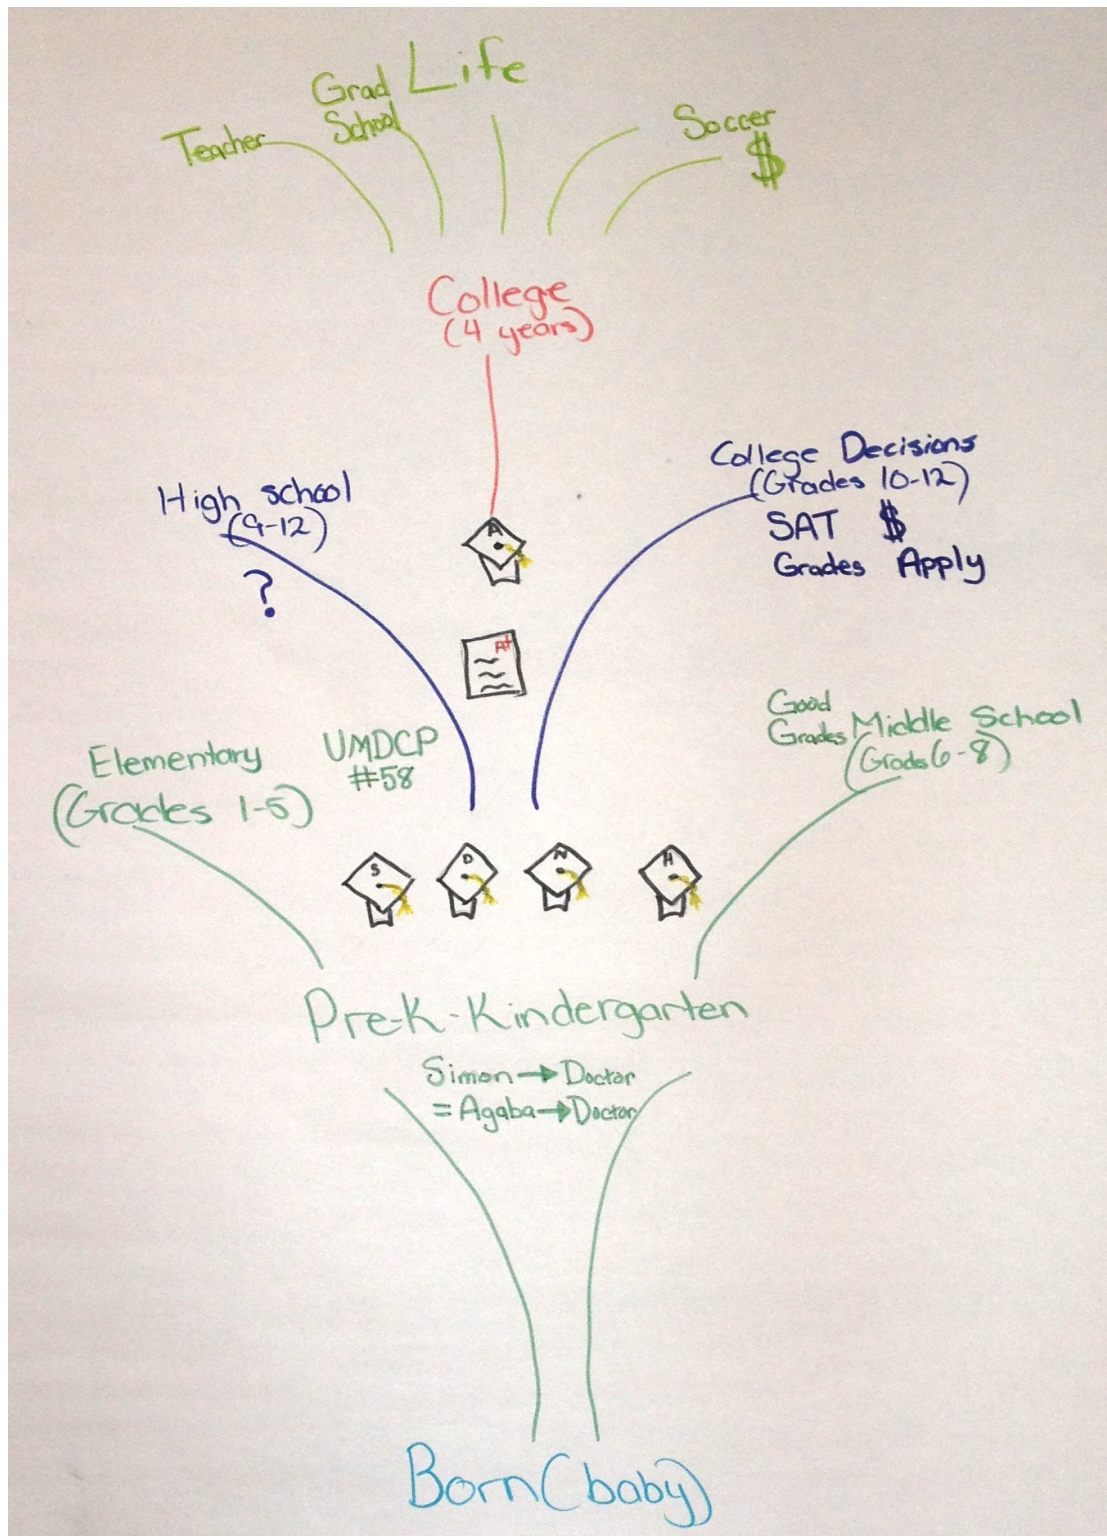 Life
Grad
School
Teacher
Soccer
$
College
(4 years)
High school
(9-12)
?
College Decisions
(Grades 10-12)
SAT $
Grades Apply
A
A+
Elementary
(Grades 1-5)
UMDCP
#58
Good
Grades
Middle School
(Grads 6-8)
S
D
N
H
Pre-K-Kindergarten
Simon→Doctor
=Agaba→Doctor
Born (baby)